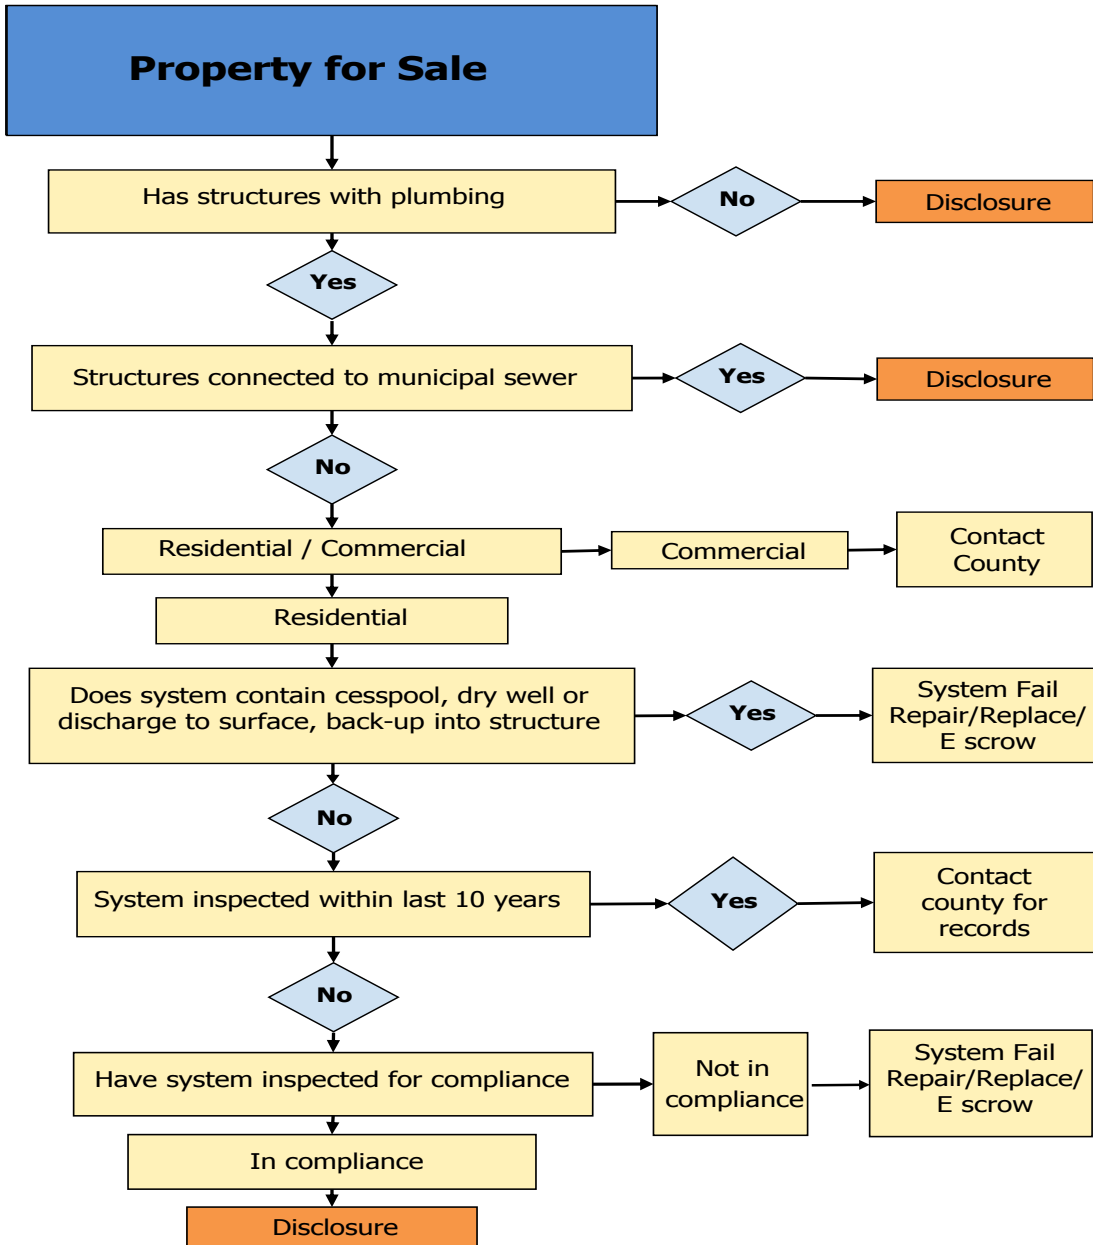 Property for Sale
Has structures with plumbing
No
Disclosure
Yes
Structures connected to municipal sewer
Yes
Disclosure
No
Residential / Commercial
Commercial
Contact
County
Residential
Does system contain cesspool, dry well or
discharge to surface, back-up into structure
Yes
System Fail
Repair/Replace/
E scrow
No
System inspected within last 10 years
Yes
Contact
county for
records
No
Have system inspected for compliance
Not in
compliance
System Fail
Repair/Replace/
E scrow
In compliance
Disclosure